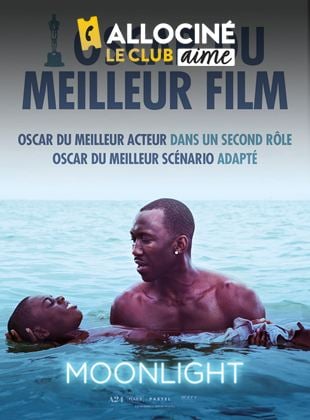 ALLOCINÉ
LE CLUB aime
MEILLEUR FILM
OSCAR DU MEILLEUR ACTEUR DANS UN SECOND RÔLE
OSCAR DU MEILLEUR SCÉNARIO ADAPTÉ
MOONLIGHT
A24 PASTEL